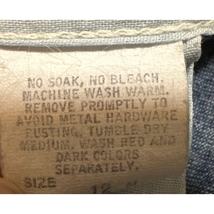 NO SOAK, NO BLEACH.
MACHINE WASH WARM.
REMOVE PROMPTLY TO
AVOID METAL HARDWARE
RUSTING, TUMBLE DRY
MEDIUM, WASH RED AND
DARK COLORS
SEPARATELY.
SIZE 12